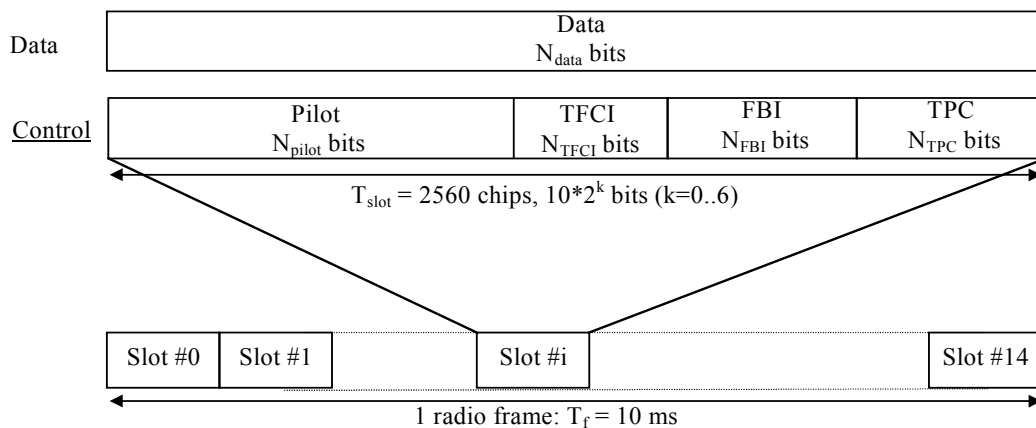 Data
Data
N_data bits
Control
Pilot
N_pilot bits
TFCI
N_TFCI bits
FBI
N_FBI bits
TPC
N_TPC bits
T_slot = 2560 chips, 10*2^k bits (k=0..6)
Slot #0
Slot #1
Slot #i
Slot #14
1 radio frame: T_f = 10 ms